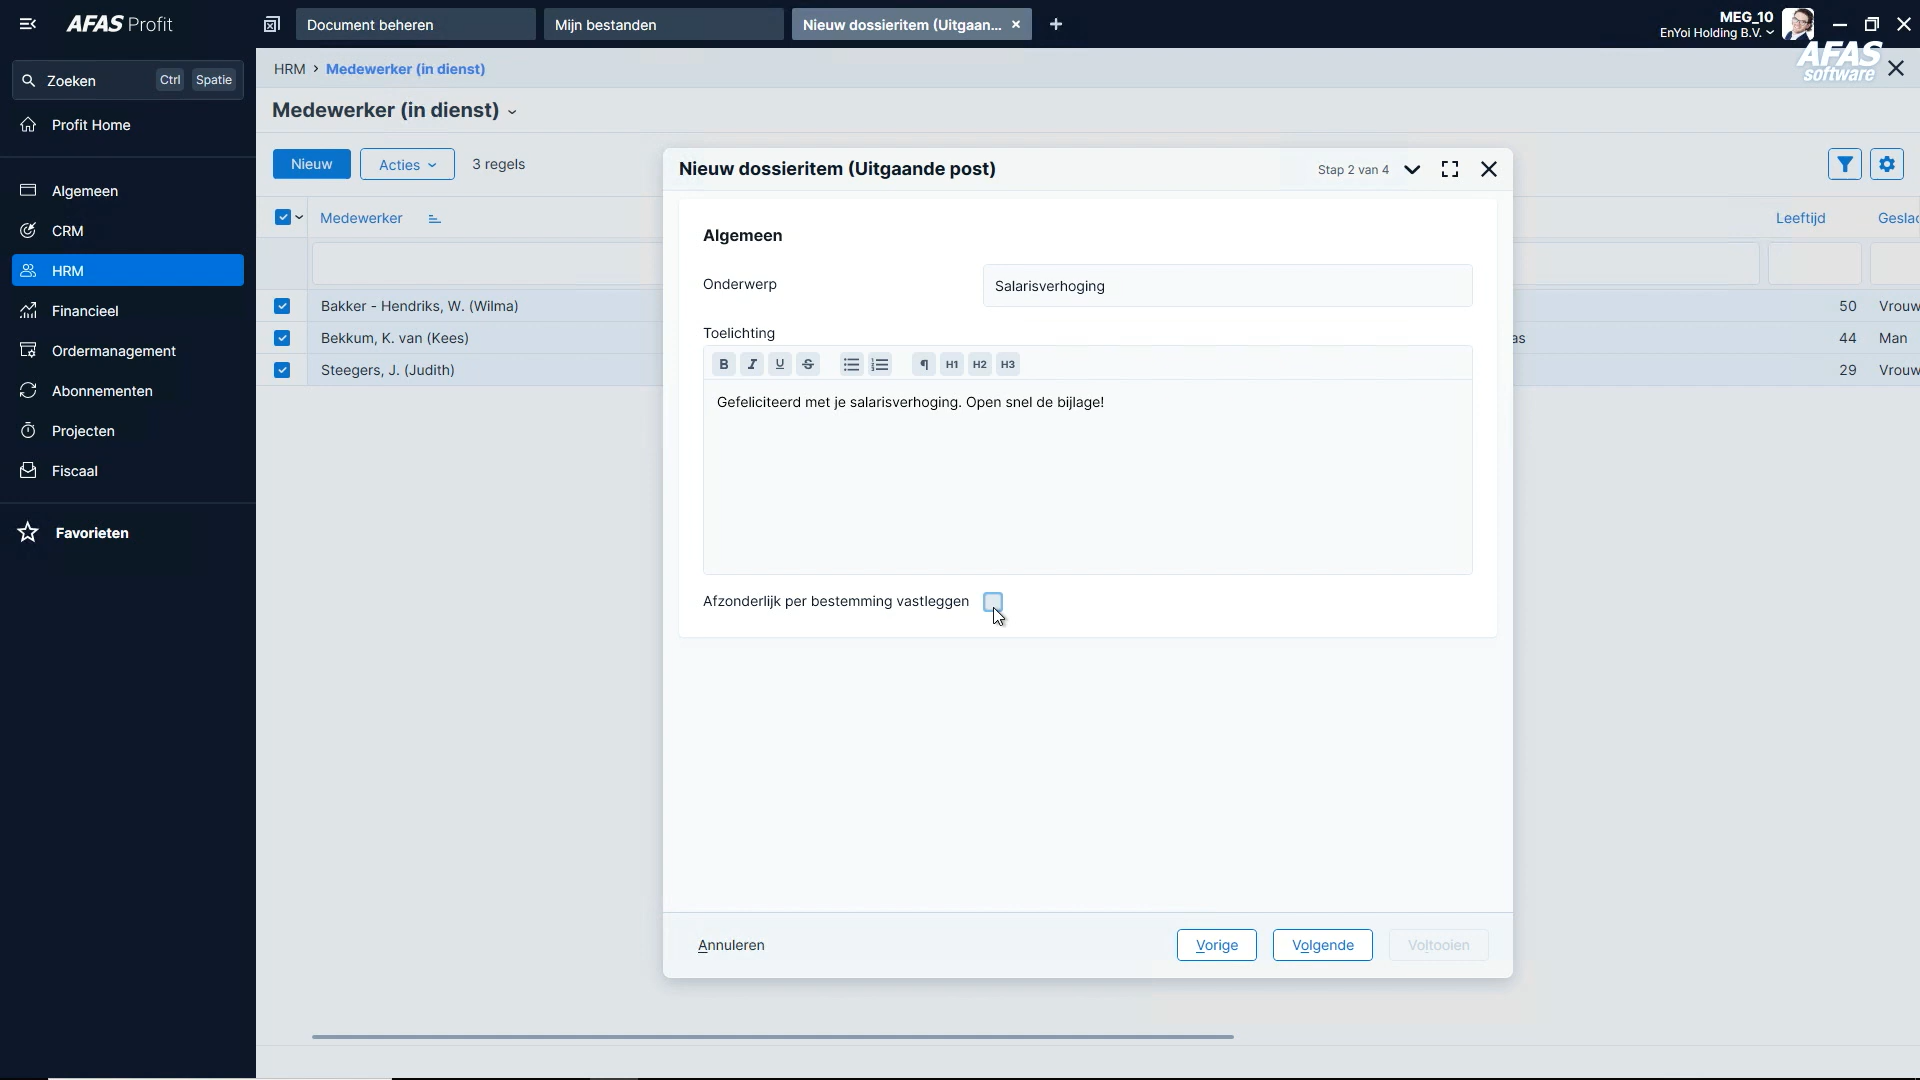 AFAS Profit
Document beheren
Mijn bestanden
Nieuw dossieritem (Uitgaan...
MEG_10
EnYoi Holding B.V.
AFAS
software
Zoeken
Ctrl
Spatie
HRM
Medewerker (in dienst)
Medewerker (in dienst)
Profit Home
Nieuw
Acties
3 regels
Nieuw dossieritem (Uitgaande post)
Stap 2 van 4
Algemeen
CRM
HRM
Financieel
Ordermanagement
Abonnementen
Projecten
Fiscaal
Favorieten
Medewerker
Leeftijd
Geslac
Bakker - Hendriks, W. (Wilma)
50
Vrouw
Bekkum, K. van (Kees)
as
44
Man
Steegers, J. (Judith)
29
Vrouw
Algemeen
Onderwerp
Salarisverhoging
Toelichting
B I U S
¶ H1 H2 H3
Gefeliciteerd met je salarisverhoging. Open snel de bijlage!
Afzonderlijk per bestemming vastleggen
Annuleren
Vorige
Volgende
Voltooien